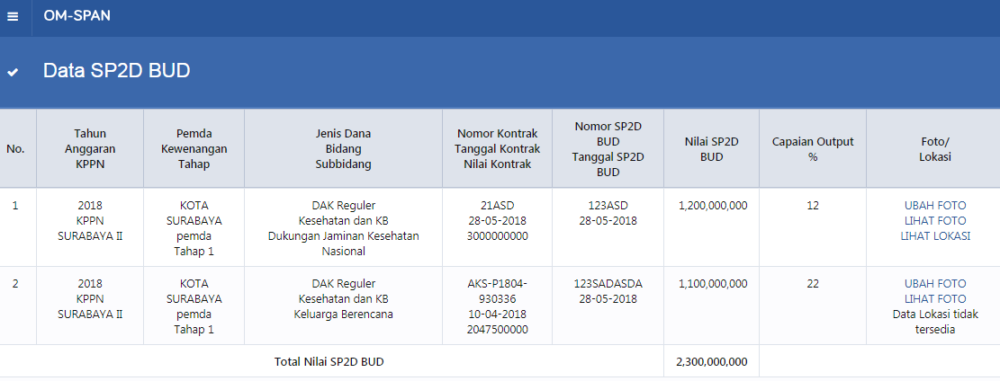 OM-SPAN
Data SP2D BUD
No.
Tahun
Anggaran
KPPN
Pemda
Kewenangan
Tahap
Jenis Dana
Bidang
Subbidang
Nomor Kontrak
Tanggal Kontrak
Nilai Kontrak
Nomor SP2D
BUD
Tanggal SP2D
BUD
Nilai SP2D
BUD
Capaian Output
%
Foto/
Lokasi
1
2018
KPPN
SURABAYA II
KOTA
SURABAYA
pemda
Tahap 1
DAK Reguler
Kesehatan dan KB
Dukungan Jaminan Kesehatan
Nasional
21ASD
28-05-2018
3000000000
123ASD
28-05-2018
1,200,000,000
12
UBAH FOTO
LIHAT FOTO
LIHAT LOKASI
2
2018
KPPN
SURABAYA II
KOTA
SURABAYA
pemda
Tahap 1
DAK Reguler
Kesehatan dan KB
Keluarga Berencana
AKS-P1804-
930336
10-04-2018
2047500000
123SADASDA
28-05-2018
1,100,000,000
22
UBAH FOTO
LIHAT FOTO
Data Lokasi tidak
tersedia
Total Nilai SP2D BUD
2,300,000,000